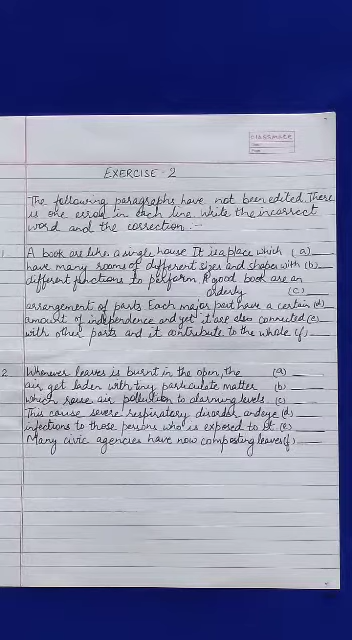 classmate
Date
Page
EXERCISE - 2
The following paragraphs have not been edited. There
is one error in each line. Write the incorrect
word and the correction :-
1. A book are like a single house It is a place which (a)
have many rooms of different sizes and shapes with (b)
different functions to perform A good book are an
orderly (c)
arrangement of parts Each major part have a certain (d)
amount of independence and yet it are also connected (e)
with other parts and it contribute to the whole (f)
2. Whenever leaves is burnt in the open, the (a)
air get laden with tiny particulate matter (b)
which raise air pollution to alarming levels (c)
This cause severe respiratory disorder and eye (d)
infections to those persons who is exposed to it. (e)
Many civic agencies have now composting leaves (f)